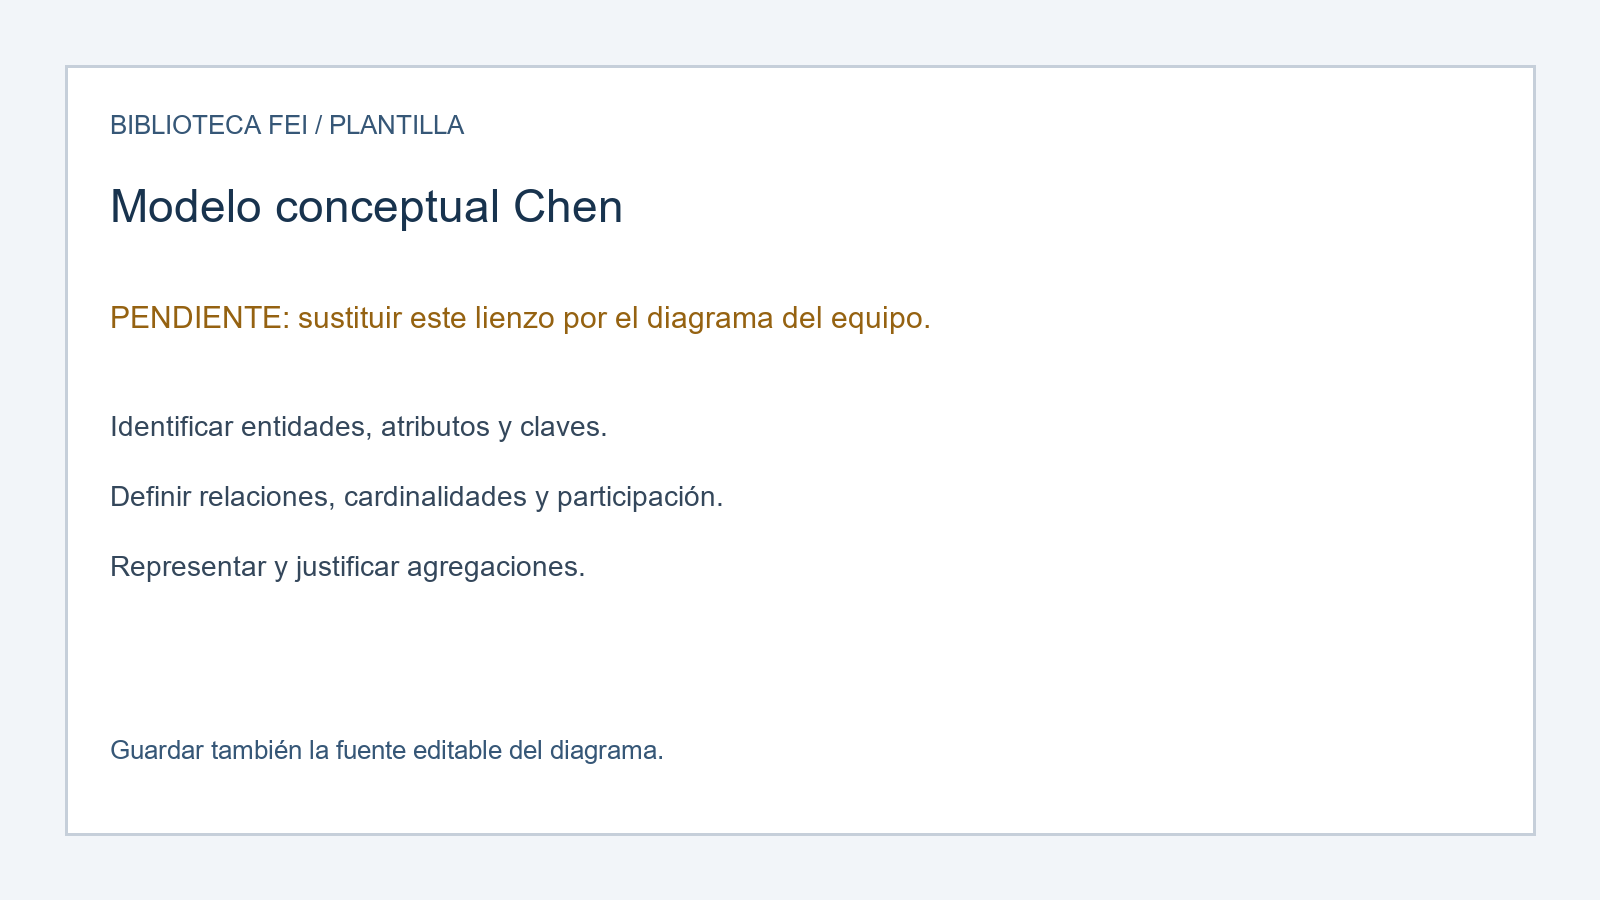 BIBLIOTECA FEI / PLANTILLA
Modelo conceptual Chen
PENDIENTE: sustituir este lienzo por el diagrama del equipo.
Identificar entidades, atributos y claves.
Definir relaciones, cardinalidades y participación.
Representar y justificar agregaciones.
Guardar también la fuente editable del diagrama.